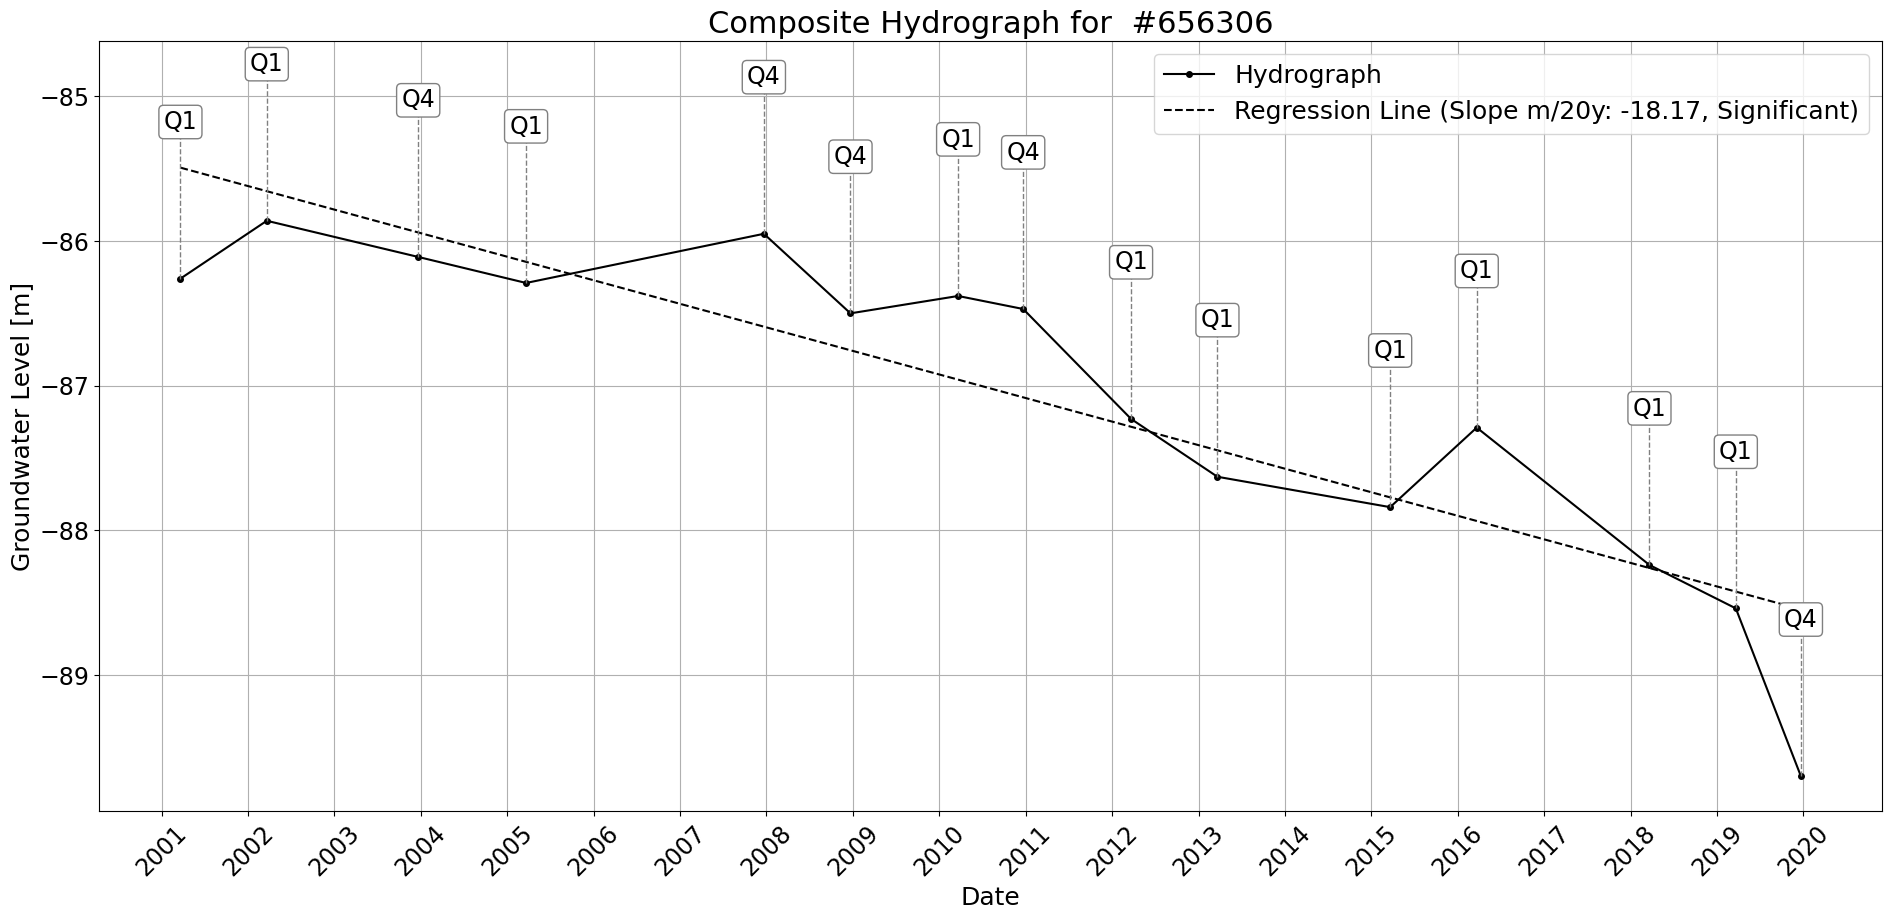 Composite Hydrograph for  #656306
Hydrograph
Regression Line (Slope m/20y: -18.17, Significant)
Q1
Q1
Q4
Q1
Q4
Q4
Q1
Q4
Q1
Q1
Q1
Q1
Q1
Q1
Q4
Groundwater Level [m]
−85
−86
−87
−88
−89
2001
2002
2003
2004
2005
2006
2007
2008
2009
2010
2011
2012
2013
2014
2015
2016
2017
2018
2019
2020
Date